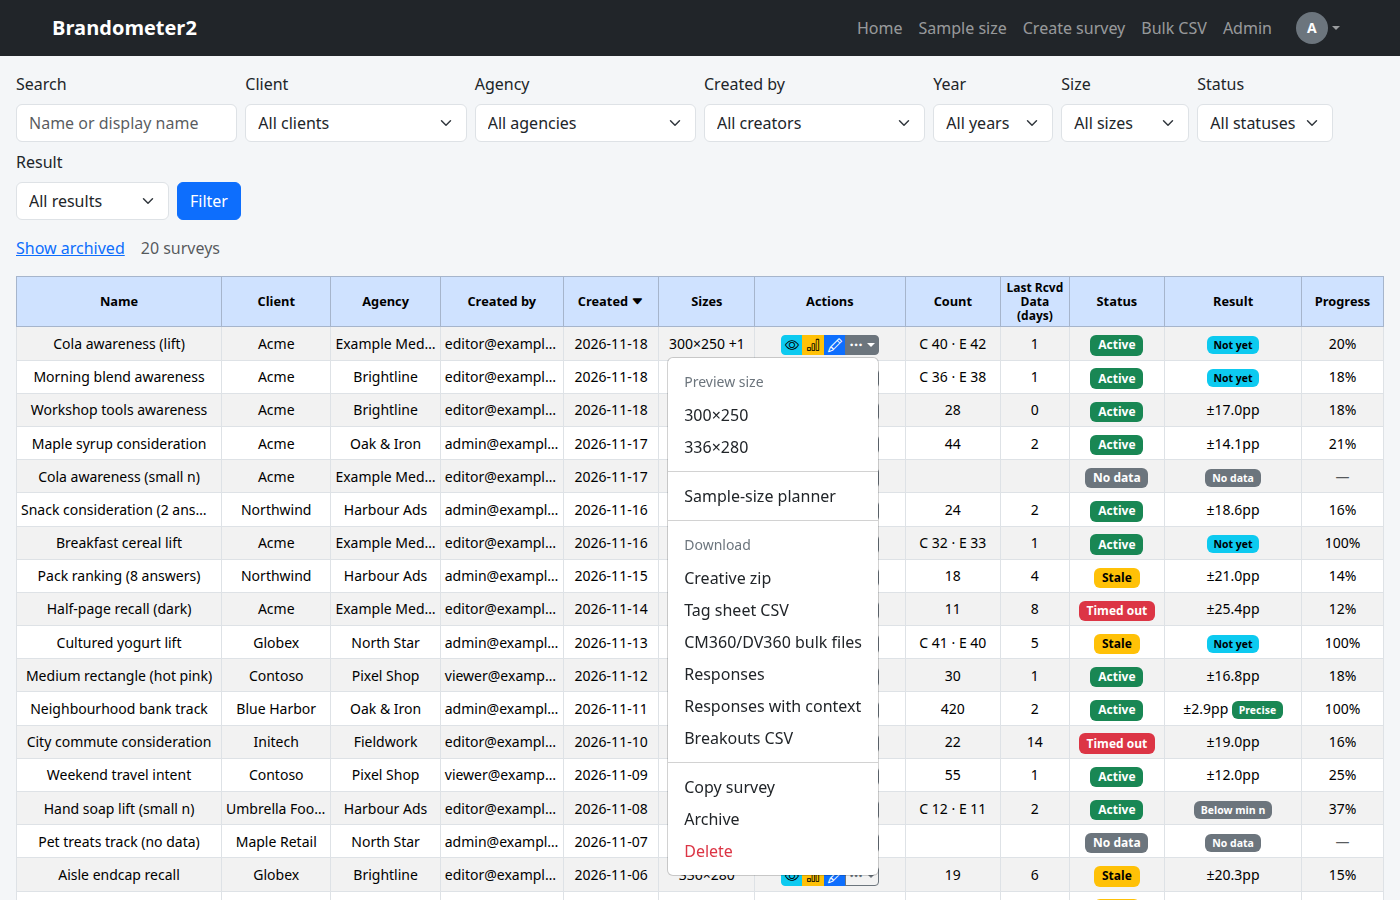 Brandometer2
Home Sample size Create survey Bulk CSV Admin A
Search Client Agency Created by Year Size Status
Name or display name All clients All agencies All creators All years All sizes All statuses
Result
All results Filter
Show archived 20 surveys
Name Client Agency Created by Created Sizes Actions Count Last Rcvd Data (days) Status Result Progress
Cola awareness (lift) Acme Example Med... editor@exampl... 2026-11-18 300×250 +1 C 40 · E 42 1 Active Not yet 20%
Morning blend awareness Acme Brightline editor@exampl... 2026-11-18 C 36 · E 38 1 Active Not yet 18%
Workshop tools awareness Acme Brightline editor@exampl... 2026-11-18 28 0 Active ±17.0pp 18%
Maple syrup consideration Acme Oak & Iron admin@exampl... 2026-11-17 44 2 Active ±14.1pp 21%
Cola awareness (small n) Acme Example Med... editor@exampl... 2026-11-17 No data No data —
Snack consideration (2 ans... Northwind Harbour Ads admin@exampl... 2026-11-16 24 2 Active ±18.6pp 16%
Breakfast cereal lift Acme Example Med... editor@exampl... 2026-11-16 C 32 · E 33 1 Active Not yet 100%
Pack ranking (8 answers) Northwind Harbour Ads admin@exampl... 2026-11-15 18 4 Stale ±21.0pp 14%
Half-page recall (dark) Acme Example Med... editor@exampl... 2026-11-14 11 8 Timed out ±25.4pp 12%
Cultured yogurt lift Globex North Star admin@exampl... 2026-11-13 C 41 · E 40 5 Stale Not yet 100%
Medium rectangle (hot pink) Contoso Pixel Shop viewer@examp... 2026-11-12 30 1 Active ±16.8pp 18%
Neighbourhood bank track Blue Harbor Oak & Iron admin@exampl... 2026-11-11 420 2 Active ±2.9pp Precise 100%
City commute consideration Initech Fieldwork editor@exampl... 2026-11-10 22 14 Timed out ±19.0pp 16%
Weekend travel intent Contoso Pixel Shop viewer@examp... 2026-11-09 55 1 Active ±12.0pp 25%
Hand soap lift (small n) Umbrella Foo... Harbour Ads editor@exampl... 2026-11-08 C 12 · E 11 2 Active Below min n 37%
Pet treats track (no data) Maple Retail North Star admin@exampl... 2026-11-07 No data No data —
Aisle endcap recall Globex Brightline editor@exampl... 2026-11-06 336×280 19 6 Stale ±20.3pp 15%
Preview size
300×250
336×280
Sample-size planner
Download
Creative zip
Tag sheet CSV
CM360/DV360 bulk files
Responses
Responses with context
Breakouts CSV
Copy survey
Archive
Delete